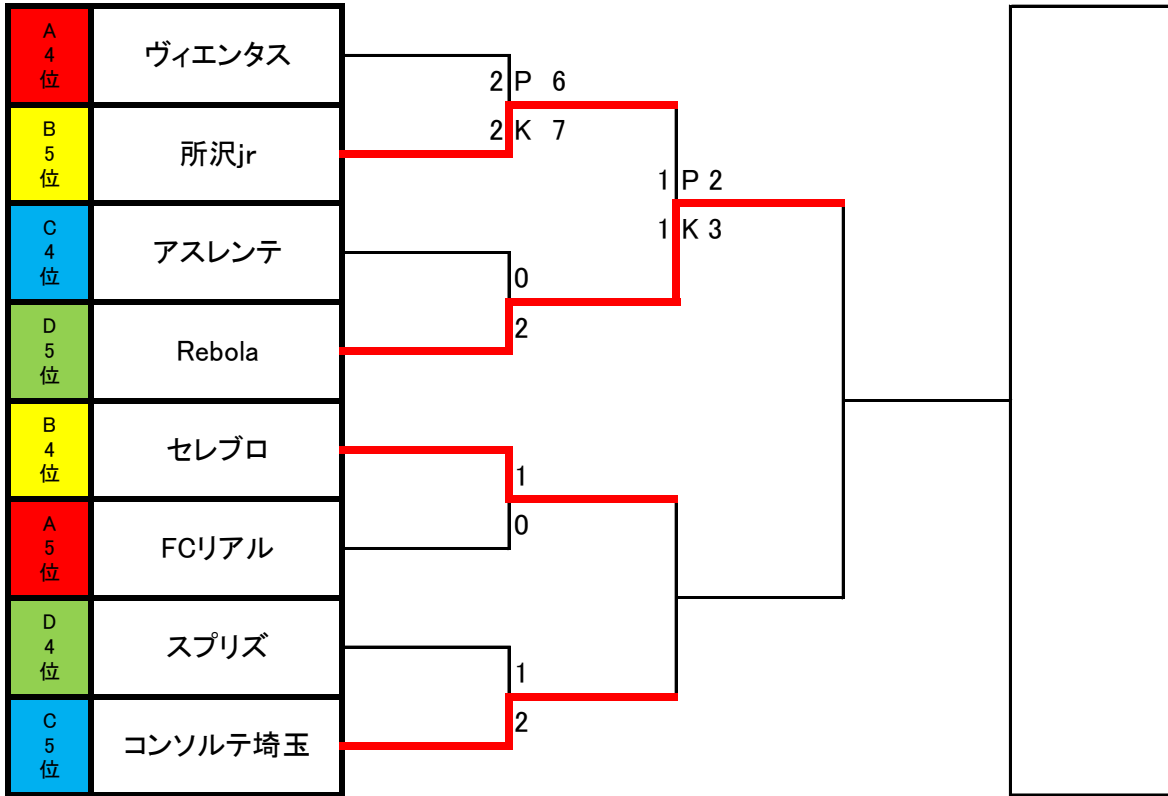 A
4
位
ヴィエンタス
2 P 6
B
5
位
所沢jr
2 K 7
1 P 2
C
4
位
アスレンテ
1 K 3
0
D
5
位
Rebola
2
B
4
位
セレブロ
1
A
5
位
FCリアル
0
D
4
位
スプリズ
1
C
5
位
コンソルテ埼玉
2